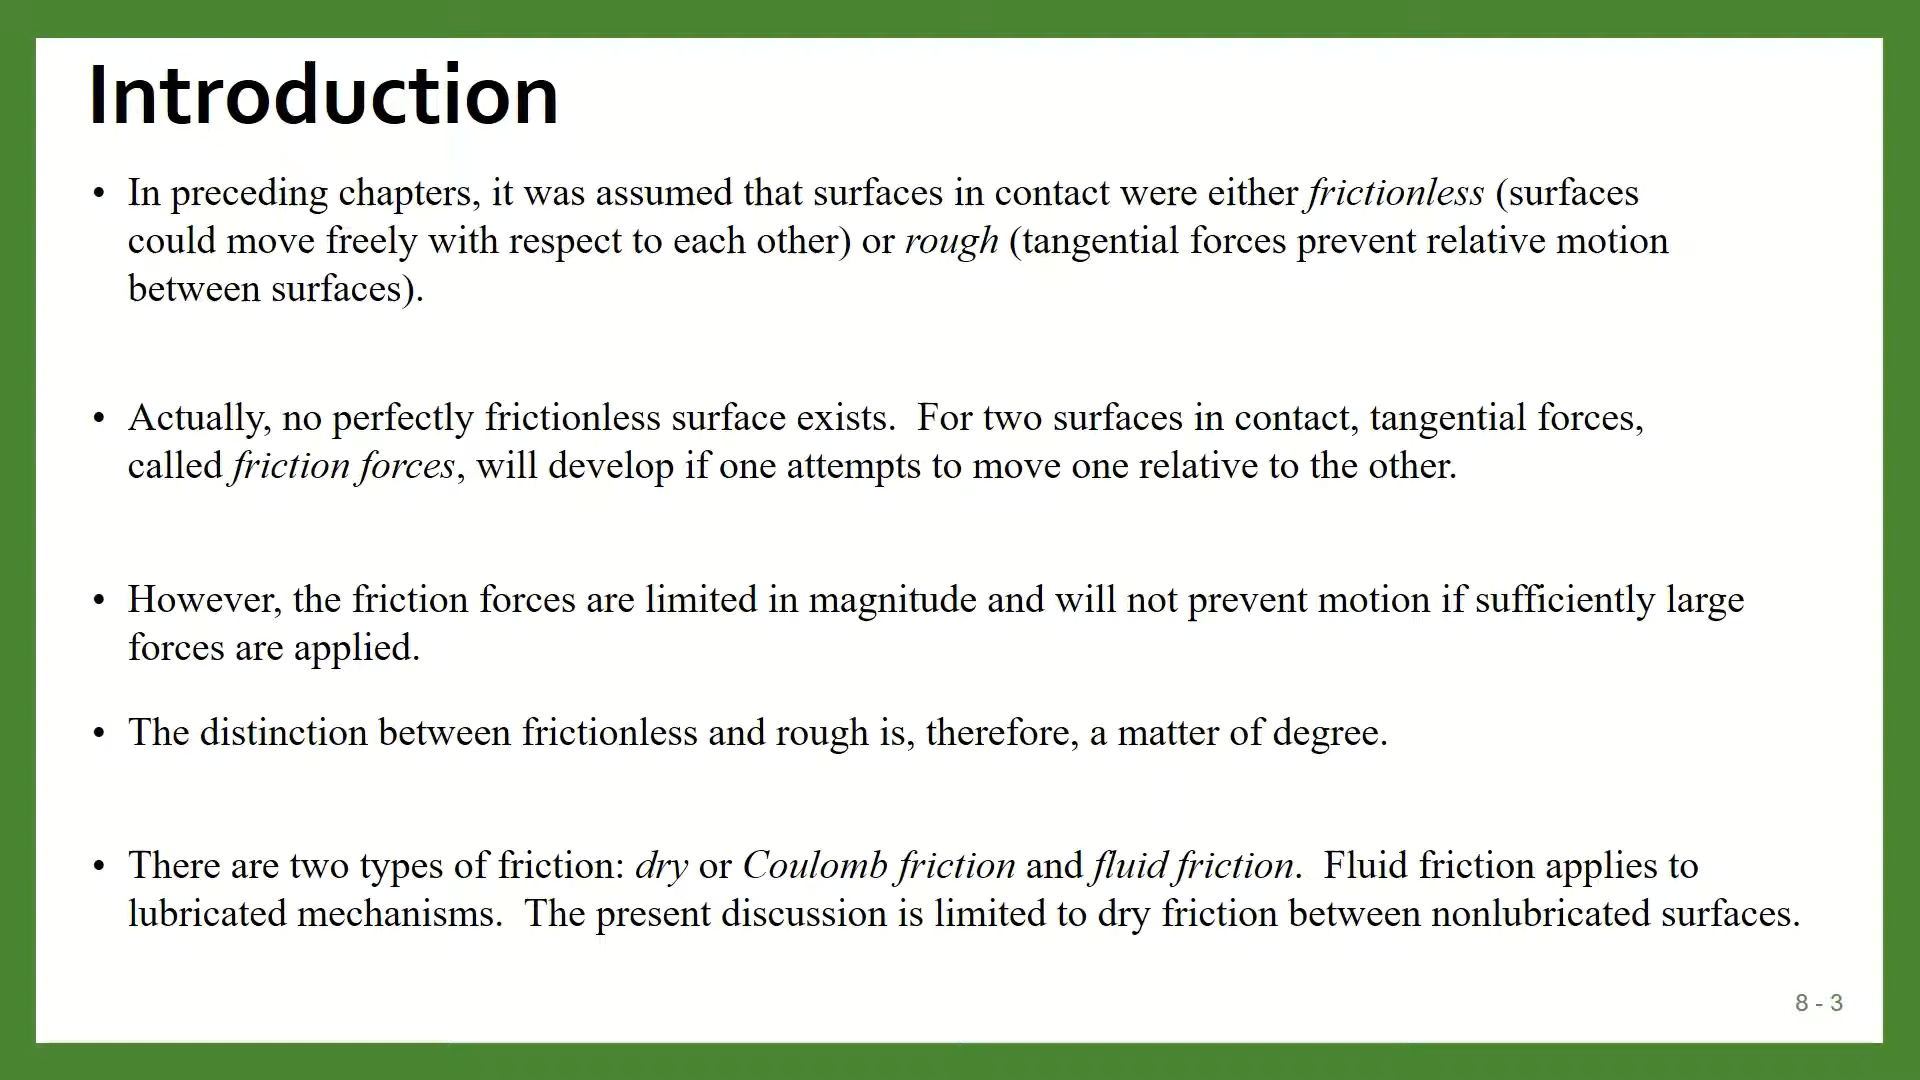 Introduction
• In preceding chapters, it was assumed that surfaces in contact were either frictionless (surfaces
could move freely with respect to each other) or rough (tangential forces prevent relative motion
between surfaces).
• Actually, no perfectly frictionless surface exists.  For two surfaces in contact, tangential forces,
called friction forces, will develop if one attempts to move one relative to the other.
• However, the friction forces are limited in magnitude and will not prevent motion if sufficiently large
forces are applied.
• The distinction between frictionless and rough is, therefore, a matter of degree.
• There are two types of friction: dry or Coulomb friction and fluid friction.  Fluid friction applies to
lubricated mechanisms.  The present discussion is limited to dry friction between nonlubricated surfaces.
8 - 3